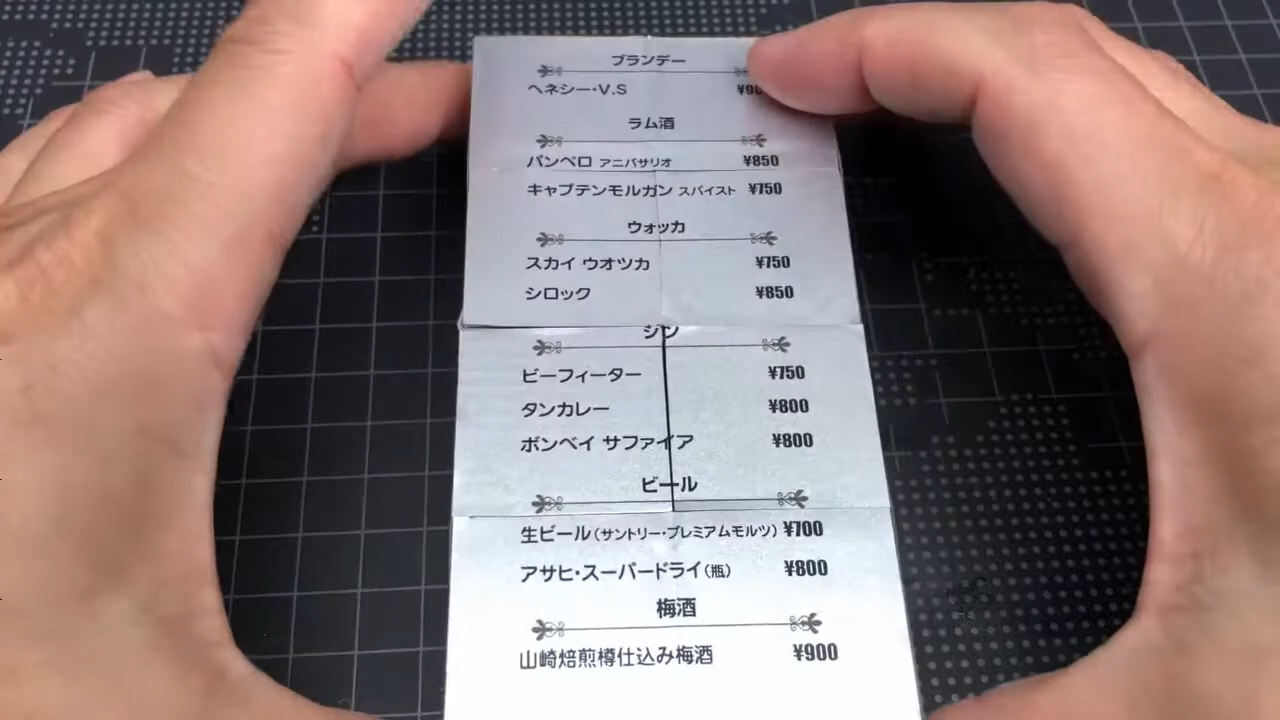 ブランデー
ヘネシー・V.S
ラム酒
パンペロ アニバサリオ ¥850
キャプテンモルガン スパイスト ¥750
ウォッカ
スカイ ウオツカ ¥750
シロック ¥850
ジン
ビーフィーター ¥750
タンカレー ¥800
ボンベイ サファイア ¥800
ビール
生ビール(サントリー・プレミアムモルツ) ¥700
アサヒ・スーパードライ(瓶) ¥800
梅酒
山崎焙煎樽仕込み梅酒 ¥900